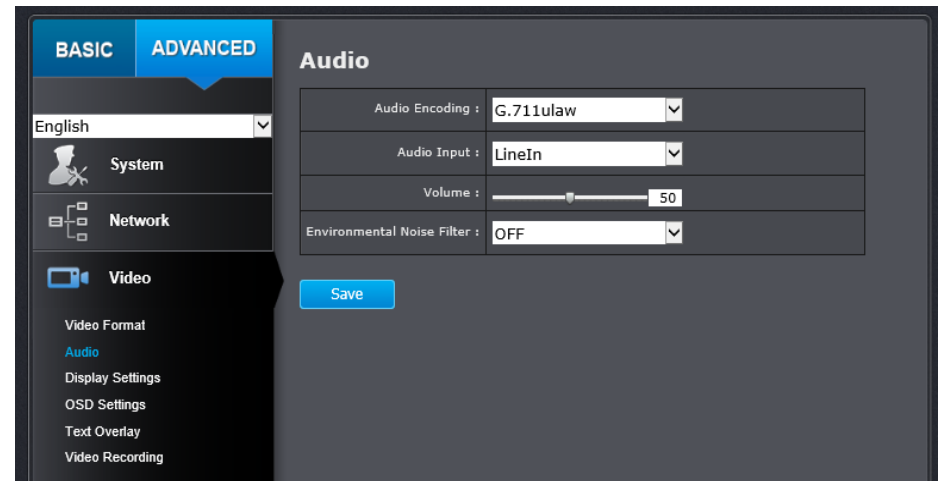 BASIC ADVANCED
English
System
Network
Video
Video Format
Audio
Display Settings
OSD Settings
Text Overlay
Video Recording
Audio
Audio Encoding : G.711ulaw
Audio Input : LineIn
Volume : 50
Environmental Noise Filter : OFF
Save